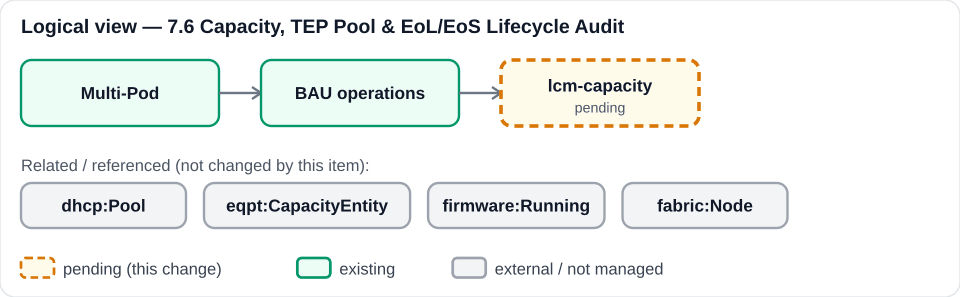 Logical view — 7.6 Capacity, TEP Pool & EoL/EoS Lifecycle Audit
Multi-Pod
BAU operations
lcm-capacity
pending
Related / referenced (not changed by this item):
dhcp:Pool
eqpt:CapacityEntity
firmware:Running
fabric:Node
pending (this change)
existing
external / not managed